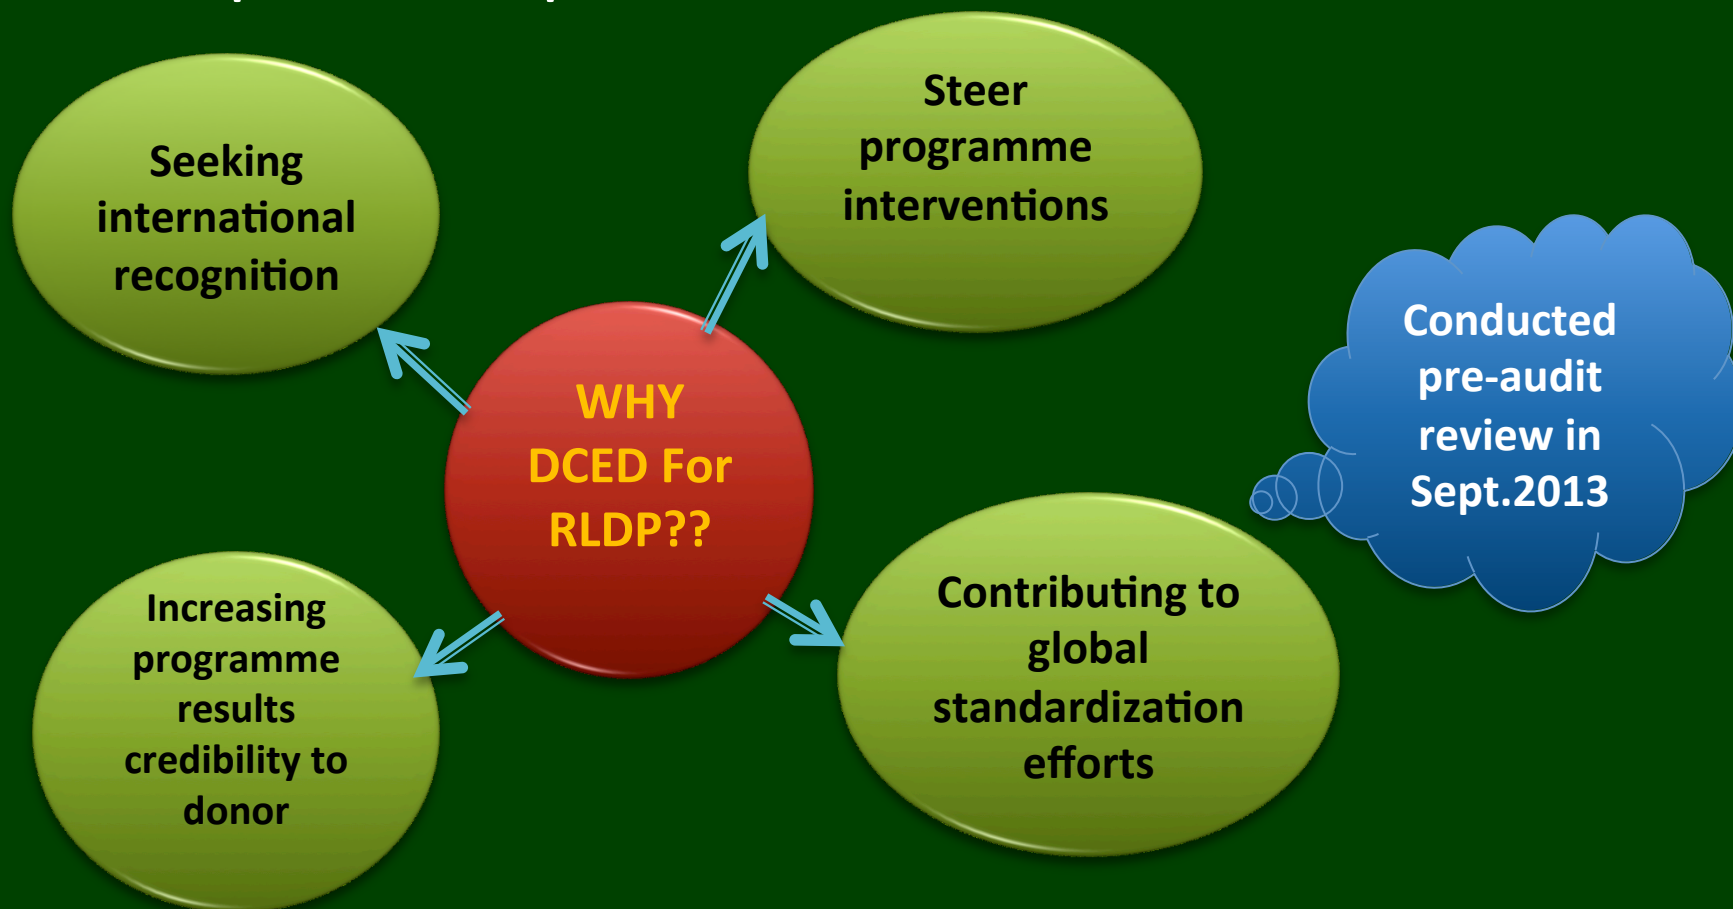 Seeking
international
recognition
Steer
programme
interventions
WHY
DCED For
RLDP??
Conducted
pre-audit
review in
Sept.2013
Increasing
programme
results
credibility to
donor
Contributing to
global
standardization
efforts